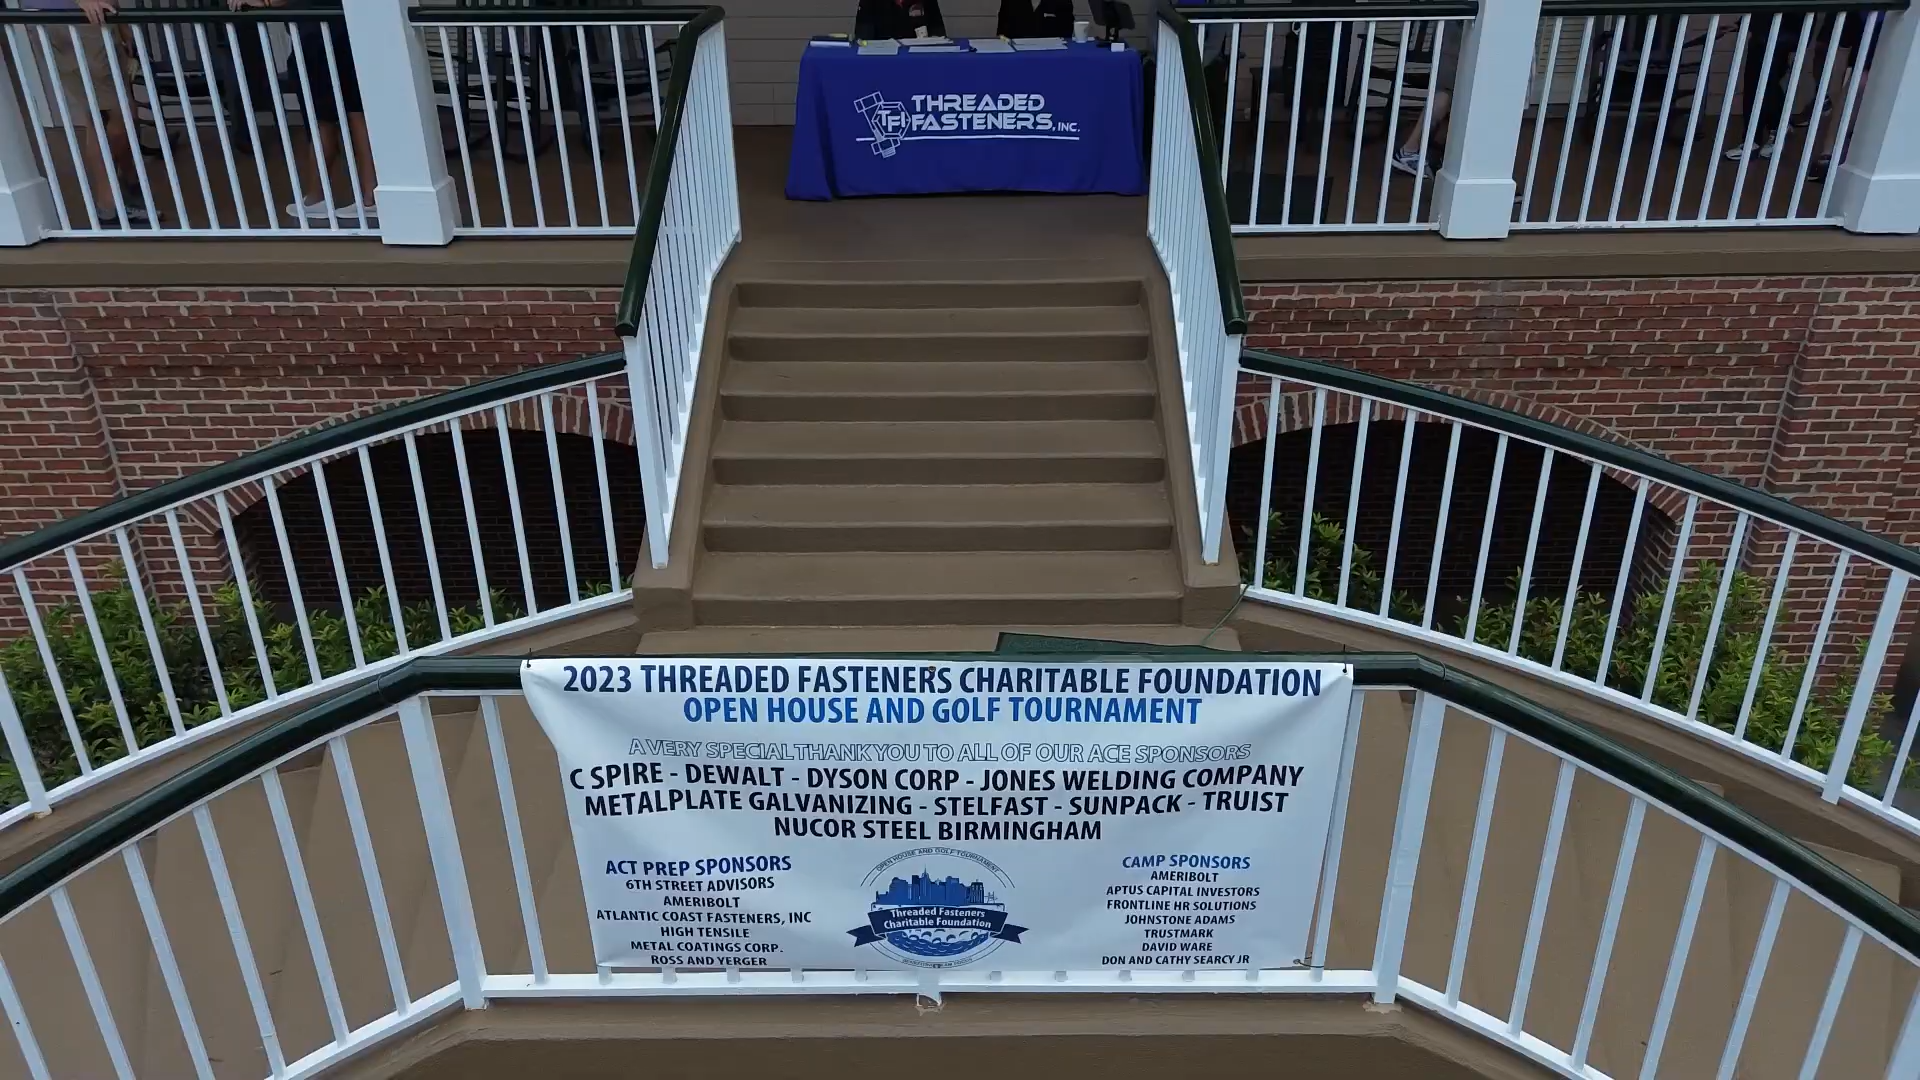 THREADED
TFI FASTENERS, INC.
2023 THREADED FASTENERS CHARITABLE FOUNDATION
OPEN HOUSE AND GOLF TOURNAMENT
A VERY SPECIAL THANK YOU TO ALL OF OUR ACE SPONSORS
C SPIRE - DEWALT - DYSON CORP - JONES WELDING COMPANY
METALPLATE GALVANIZING - STELFAST - SUNPACK - TRUIST
NUCOR STEEL BIRMINGHAM
ACT PREP SPONSORS
6TH STREET ADVISORS
AMERIBOLT
ATLANTIC COAST FASTENERS, INC
HIGH TENSILE
METAL COATINGS CORP.
ROSS AND YERGER
OPEN HOUSE AND GOLF TOURNAMENT
Threaded Fasteners
Charitable Foundation
CAMP SPONSORS
AMERIBOLT
APTUS CAPITAL INVESTORS
FRONTLINE HR SOLUTIONS
JOHNSTONE ADAMS
TRUSTMARK
DAVID WARE
DON AND CATHY SEARCY JR